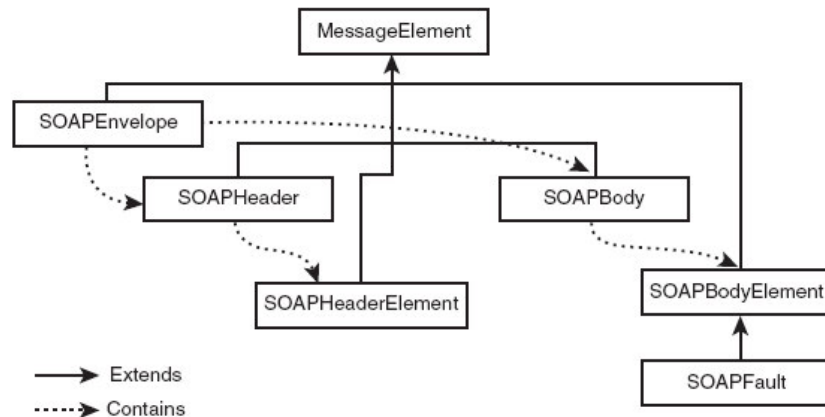 MessageElement
SOAPEnvelope
SOAPHeader
SOAPBody
SOAPHeaderElement
SOAPBodyElement
SOAPFault
Extends
Contains